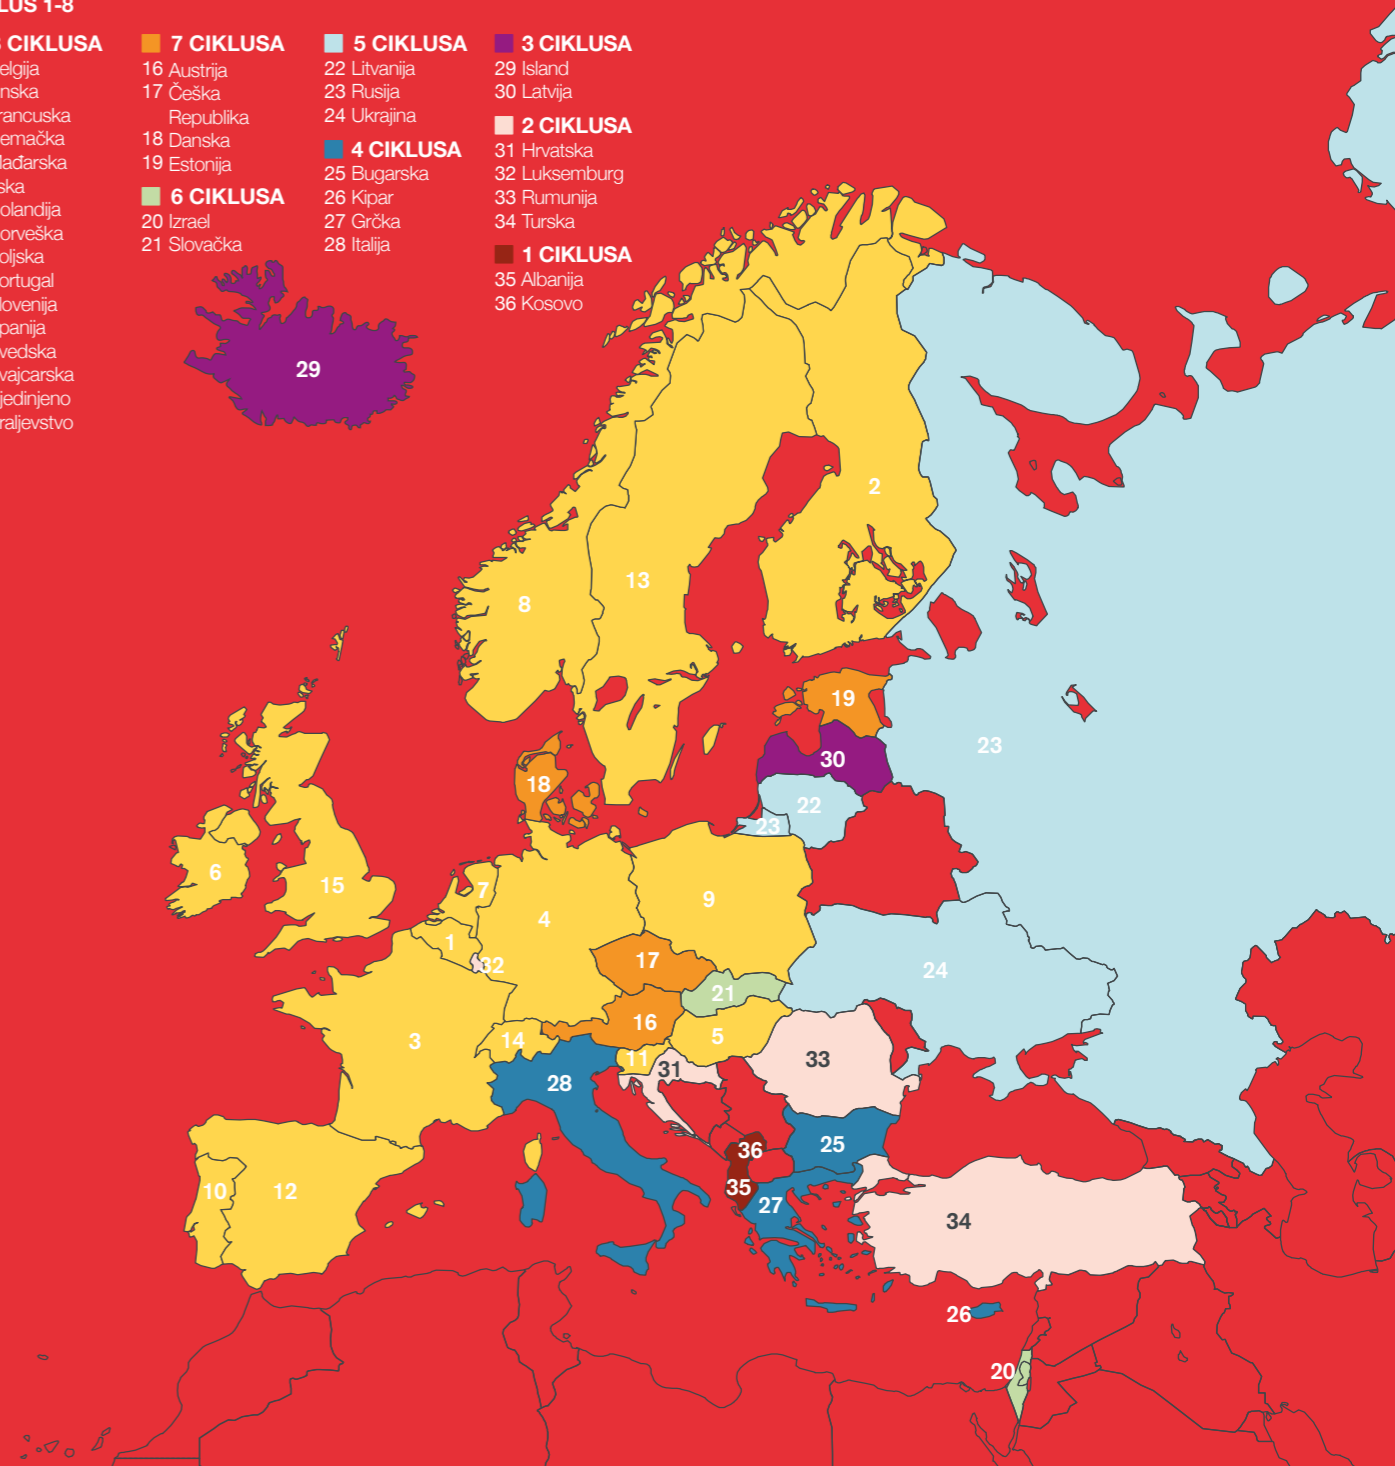 LUS 1-8
CIKLUSA
elgija
nska
rancuska
emačka
ađarska
ska
olandija
orveška
oljska
ortugal
lovenija
panija
vedska
vajcarska
jedinjeno
raljevstvo
7 CIKLUSA
16 Austrija
17 Češka
Republika
18 Danska
19 Estonija
6 CIKLUSA
20 Izrael
21 Slovačka
5 CIKLUSA
22 Litvanija
23 Rusija
24 Ukrajina
4 CIKLUSA
25 Bugarska
26 Kipar
27 Grčka
28 Italija
3 CIKLUSA
29 Island
30 Latvija
2 CIKLUSA
31 Hrvatska
32 Luksemburg
33 Rumunija
34 Turska
1 CIKLUSA
35 Albanija
36 Kosovo
29
2
13
8
19
23
30
18
22
23
6
15
7
9
4
1
32
17
24
21
16
3
14
5
11
33
31
28
25
36
10
12
35
27
34
26
20